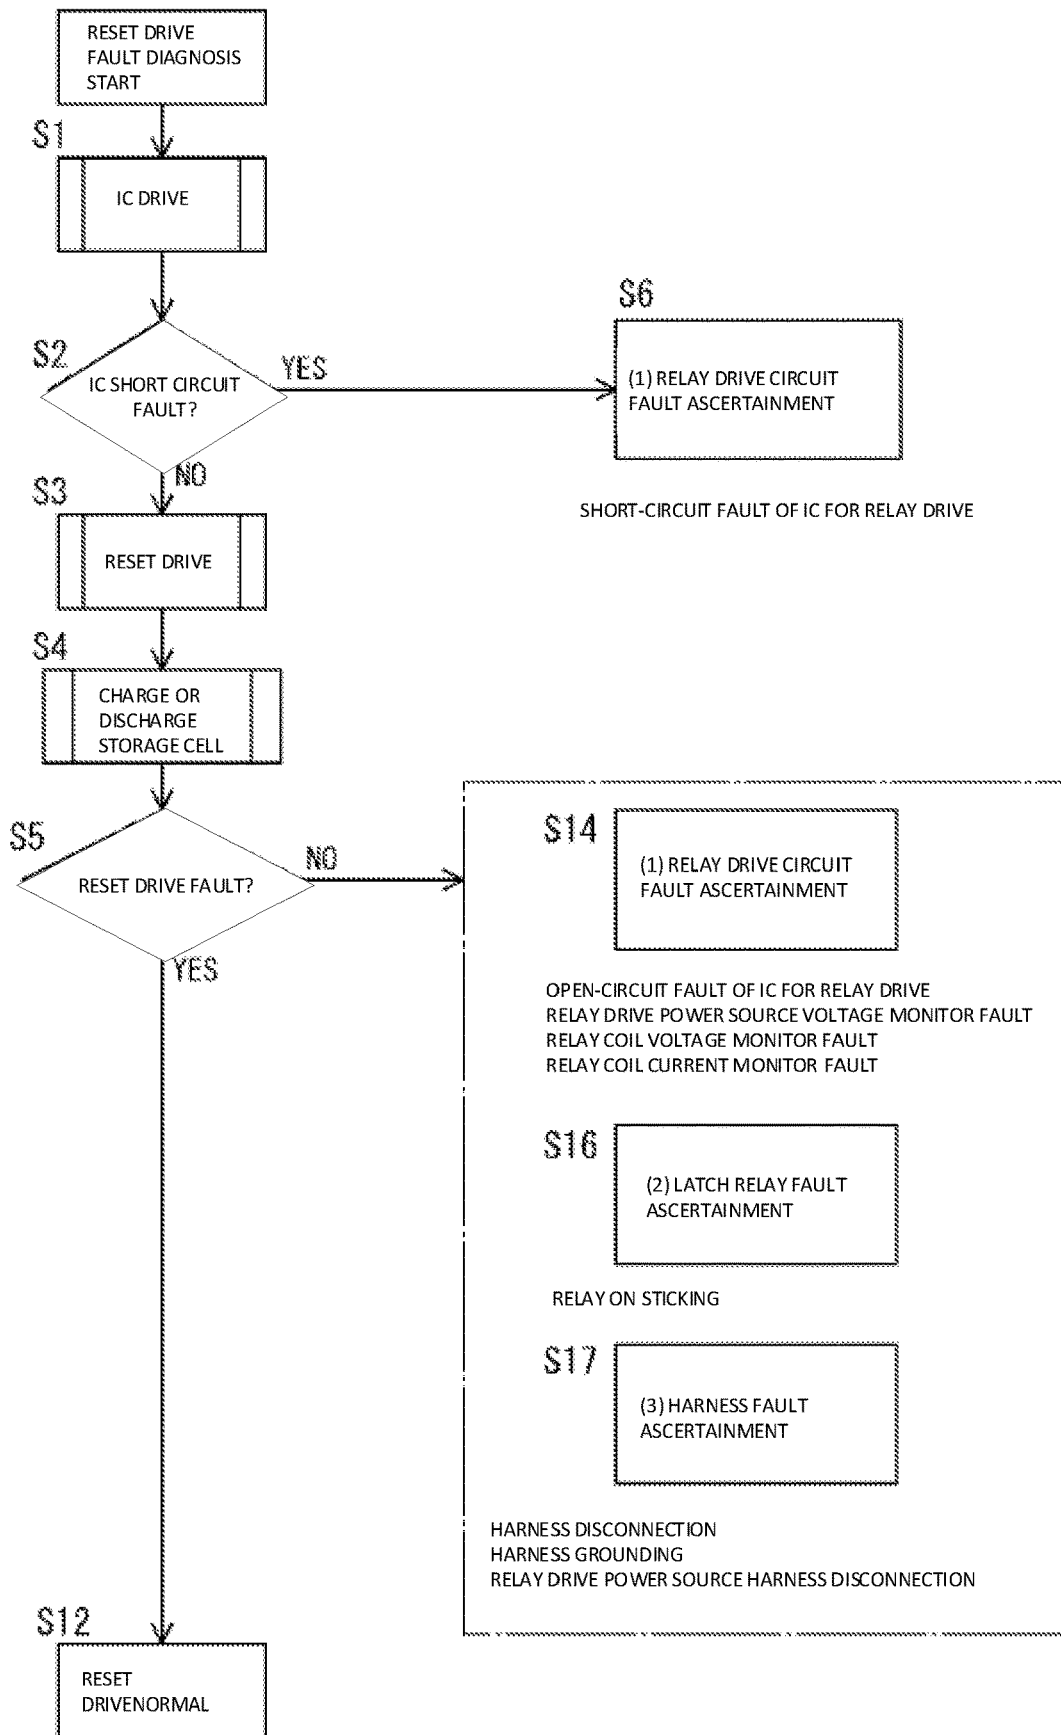 RESET DRIVE
FAULT DIAGNOSIS
START
S1
IC DRIVE
S2
IC SHORT CIRCUIT
FAULT?
YES
NO
S6
(1) RELAY DRIVE CIRCUIT
FAULT ASCERTAINMENT
SHORT-CIRCUIT FAULT OF IC FOR RELAY DRIVE
S3
RESET DRIVE
S4
CHARGE OR
DISCHARGE
STORAGE CELL
S5
RESET DRIVE FAULT?
NO
YES
S14
(1) RELAY DRIVE CIRCUIT
FAULT ASCERTAINMENT
OPEN-CIRCUIT FAULT OF IC FOR RELAY DRIVE
RELAY DRIVE POWER SOURCE VOLTAGE MONITOR FAULT
RELAY COIL VOLTAGE MONITOR FAULT
RELAY COIL CURRENT MONITOR FAULT
S16
(2) LATCH RELAY FAULT
ASCERTAINMENT
RELAY ON STICKING
S17
(3) HARNESS FAULT
ASCERTAINMENT
HARNESS DISCONNECTION
HARNESS GROUNDING
RELAY DRIVE POWER SOURCE HARNESS DISCONNECTION
S12
RESET
DRIVENORMAL